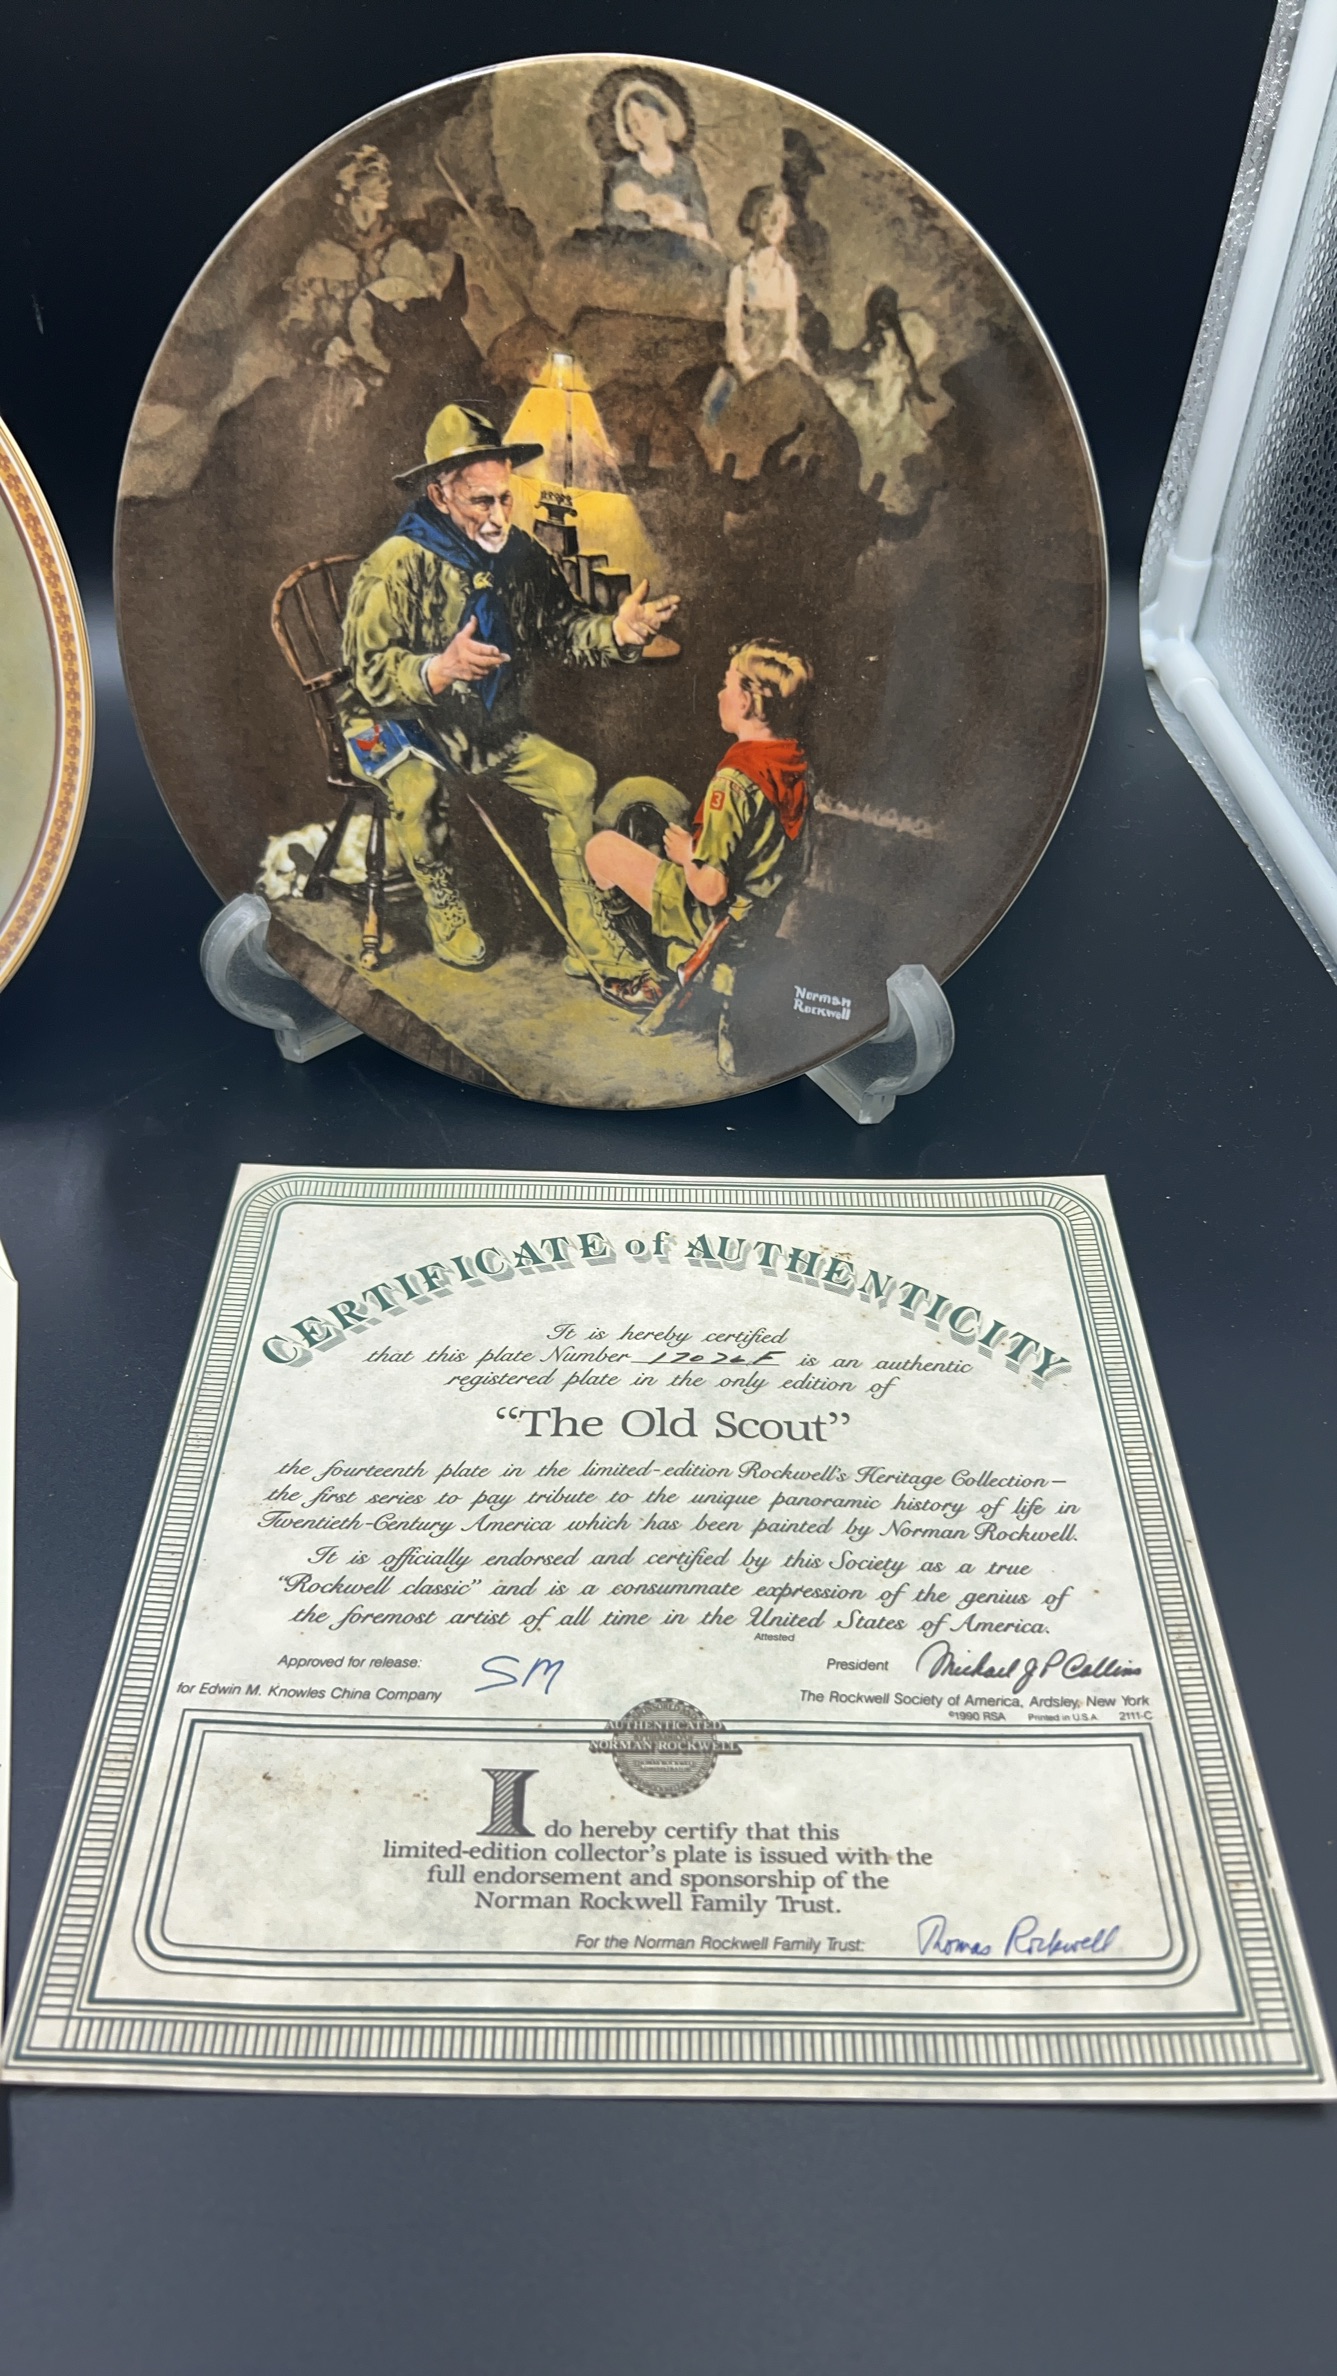 3
Norman
Rockwell
CERTIFICATE of AUTHENTICITY
It is hereby certified
that this plate Number 17026F is an authentic
registered plate in the only edition of
“The Old Scout”
the fourteenth plate in the limited-edition Rockwell's Heritage Collection—
the first series to pay tribute to the unique panoramic history of life in
Twentieth-Century America which has been painted by Norman Rockwell.
It is officially endorsed and certified by this Society as a true
“Rockwell classic” and is a consummate expression of the genius of
the foremost artist of all time in the United States of America.
Attested
Approved for release: SM President Michael J P Collins
for Edwin M. Knowles China Company The Rockwell Society of America, Ardsley, New York
©1990 RSA Printed in U.S.A. 2111-C
AUTHENTICATED
NORMAN ROCKWELL
I do hereby certify that this
limited-edition collector's plate is issued with the
full endorsement and sponsorship of the
Norman Rockwell Family Trust.
For the Norman Rockwell Family Trust: Thomas Rockwell